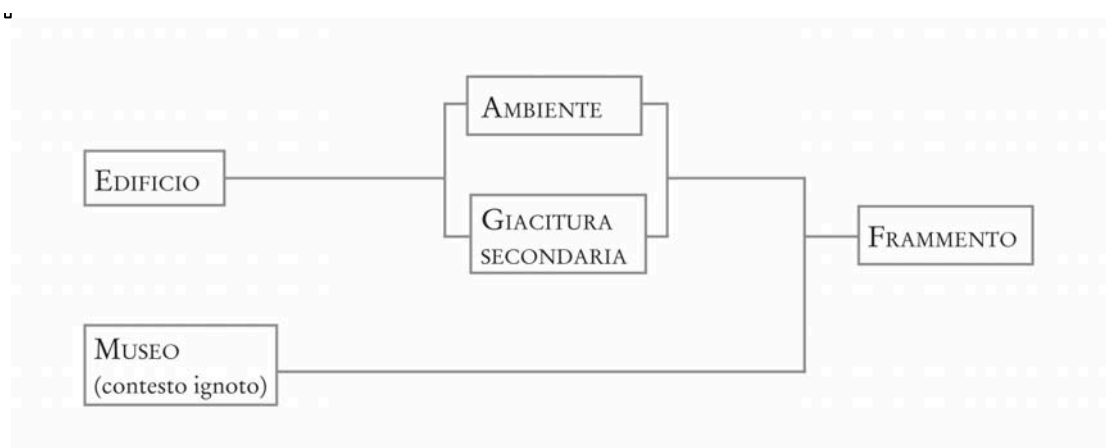 AMBIENTE
EDIFICIO
GIACITURA
SECONDARIA
FRAMMENTO
MUSEO
(contesto ignoto)